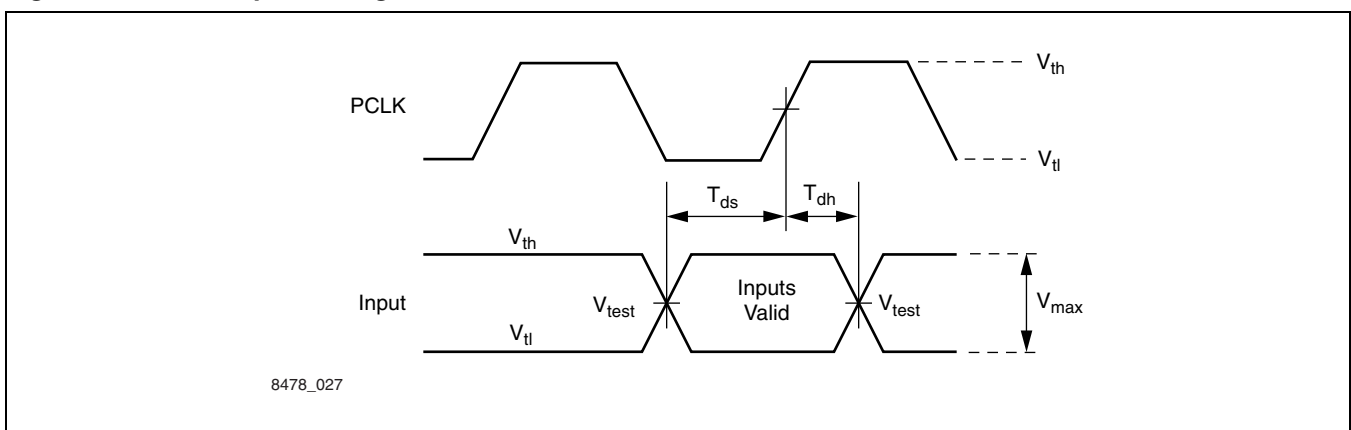 V_th
PCLK
V_tl
T_ds
T_dh
V_th
Input
V_test
Inputs
Valid
V_test
V_max
V_tl
8478_027